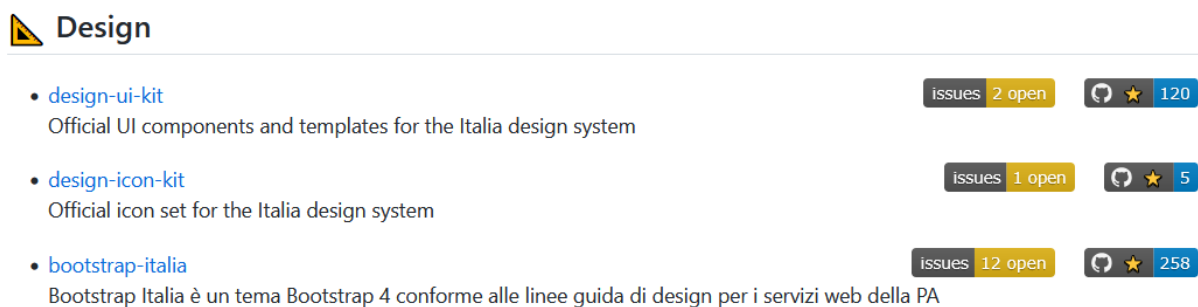 Design
design-ui-kit issues 2 open 120
Official UI components and templates for the Italia design system
design-icon-kit issues 1 open 5
Official icon set for the Italia design system
bootstrap-italia issues 12 open 258
Bootstrap Italia è un tema Bootstrap 4 conforme alle linee guida di design per i servizi web della PA